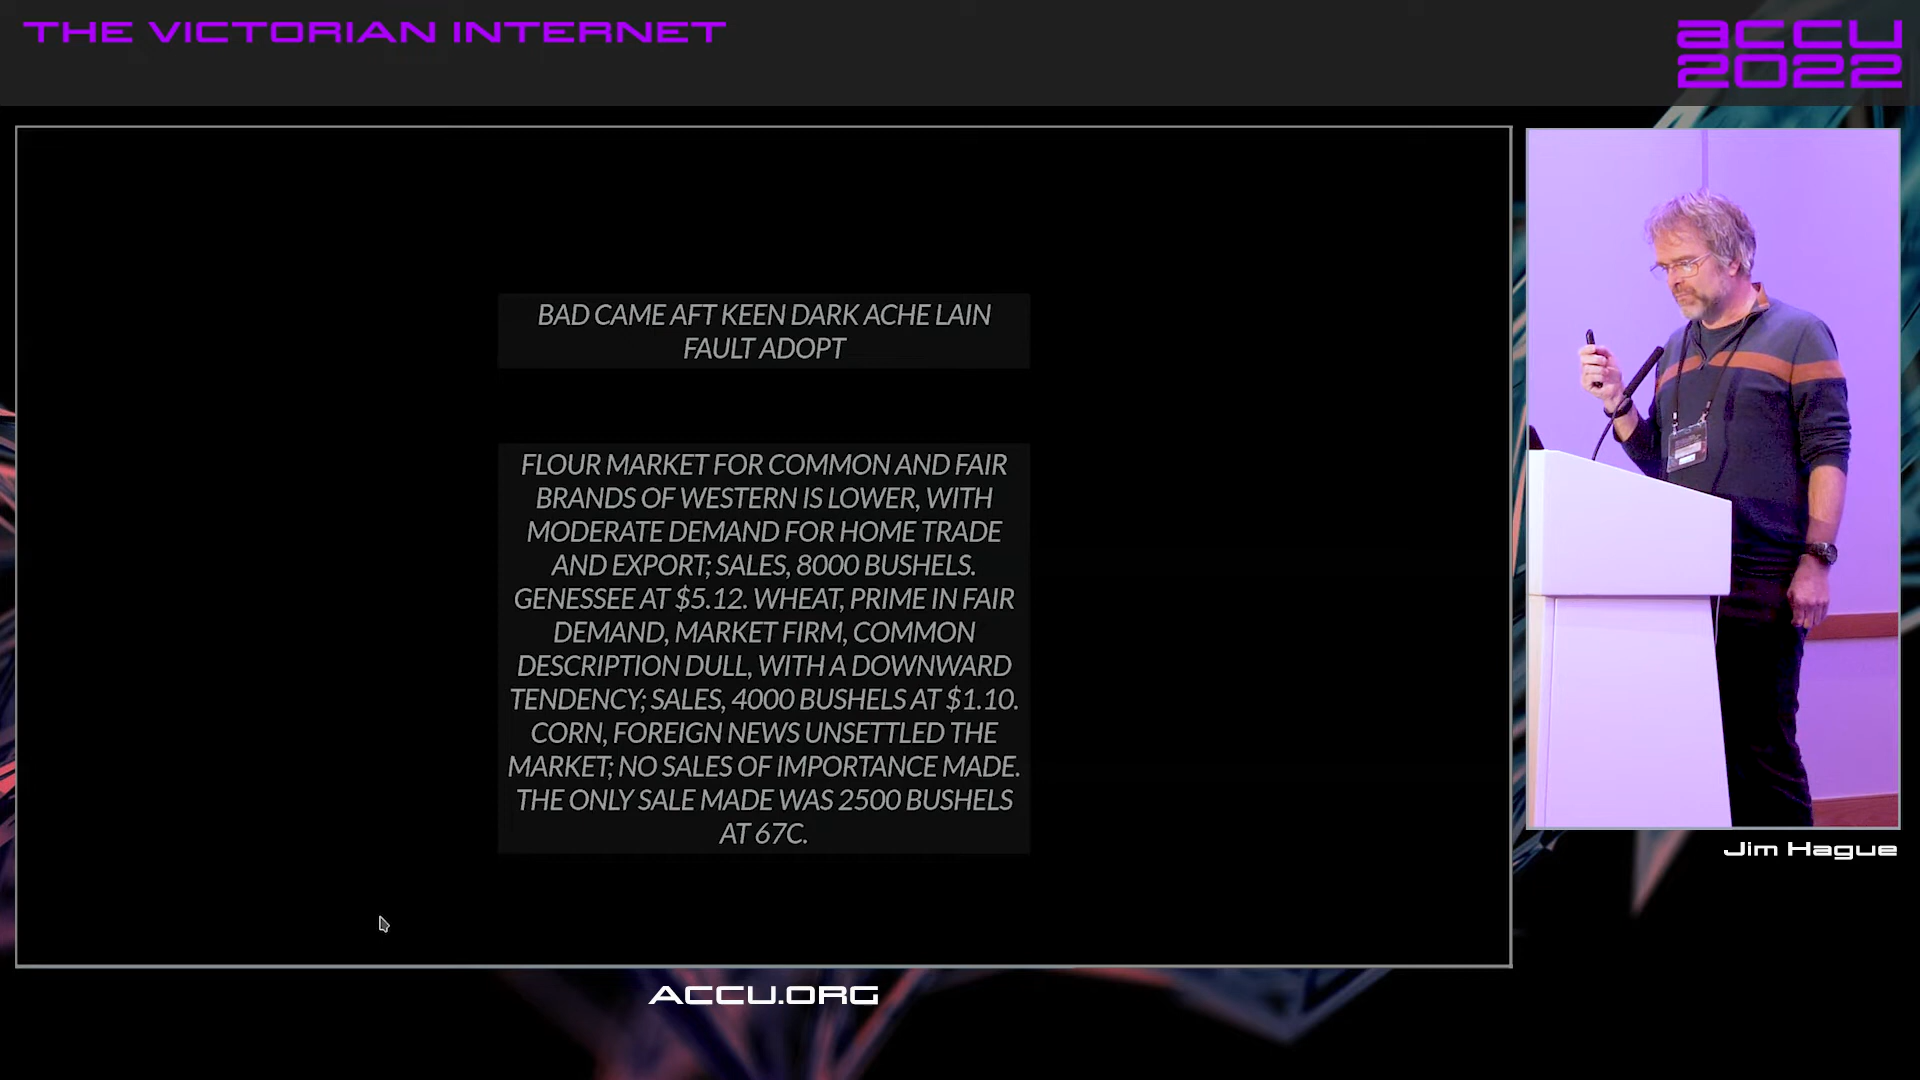 THE VICTORIAN INTERNET
accu
2022
BAD CAME AFT KEEN DARK ACHE LAIN
FAULT ADOPT
FLOUR MARKET FOR COMMON AND FAIR
BRANDS OF WESTERN IS LOWER, WITH
MODERATE DEMAND FOR HOME TRADE
AND EXPORT; SALES, 8000 BUSHELS.
GENESSEE AT $5.12. WHEAT, PRIME IN FAIR
DEMAND, MARKET FIRM, COMMON
DESCRIPTION DULL, WITH A DOWNWARD
TENDENCY; SALES, 4000 BUSHELS AT $1.10.
CORN, FOREIGN NEWS UNSETTLED THE
MARKET; NO SALES OF IMPORTANCE MADE.
THE ONLY SALE MADE WAS 2500 BUSHELS
AT 67C.
Jim Hague
ACCU.ORG